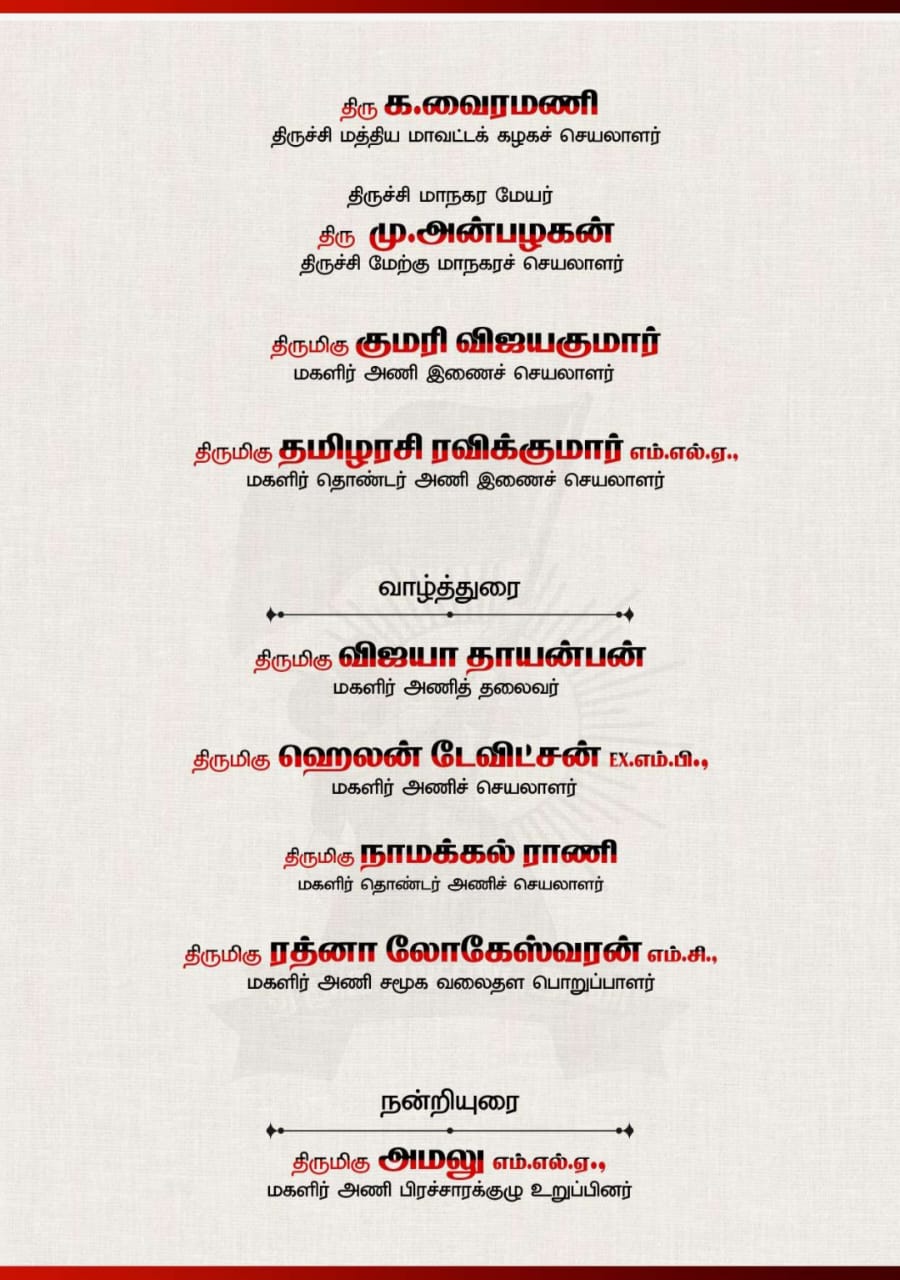 திரு க.வைரமணி
திருச்சி மத்திய மாவட்டக் கழகச் செயலாளர்
திருச்சி மாநகர மேயர்
திரு மு.அன்பழகன்
திருச்சி மேற்கு மாநகரச் செயலாளர்
திருமிகு குமரி விஜயகுமார்
மகளிர் அணி இணைச் செயலாளர்
திருமிகு தமிழரசி ரவிக்குமார் எம்.எல்.ஏ.,
மகளிர் தொண்டர் அணி இணைச் செயலாளர்
வாழ்த்துரை
திருமிகு விஜயா தாயன்பன்
மகளிர் அணித் தலைவர்
திருமிகு ஹெலன் டேவிட்சன் EX.எம்.பி.,
மகளிர் அணிச் செயலாளர்
திருமிகு நாமக்கல் ராணி
மகளிர் தொண்டர் அணிச் செயலாளர்
திருமிகு ரத்னா லோகேஸ்வரன் எம்.சி.,
மகளிர் அணி சமூக வலைதள பொறுப்பாளர்
நன்றியுரை
திருமிகு அமலு எம்.எல்.ஏ.,
மகளிர் அணி பிரச்சாரக்குழு உறுப்பினர்